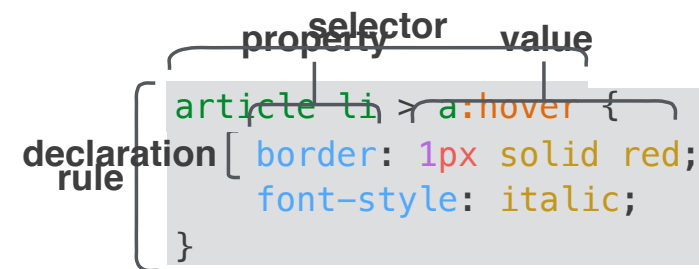 selector
property value
article li > a:hover {
declaration border: 1px solid red;
rule
font-style: italic;
}